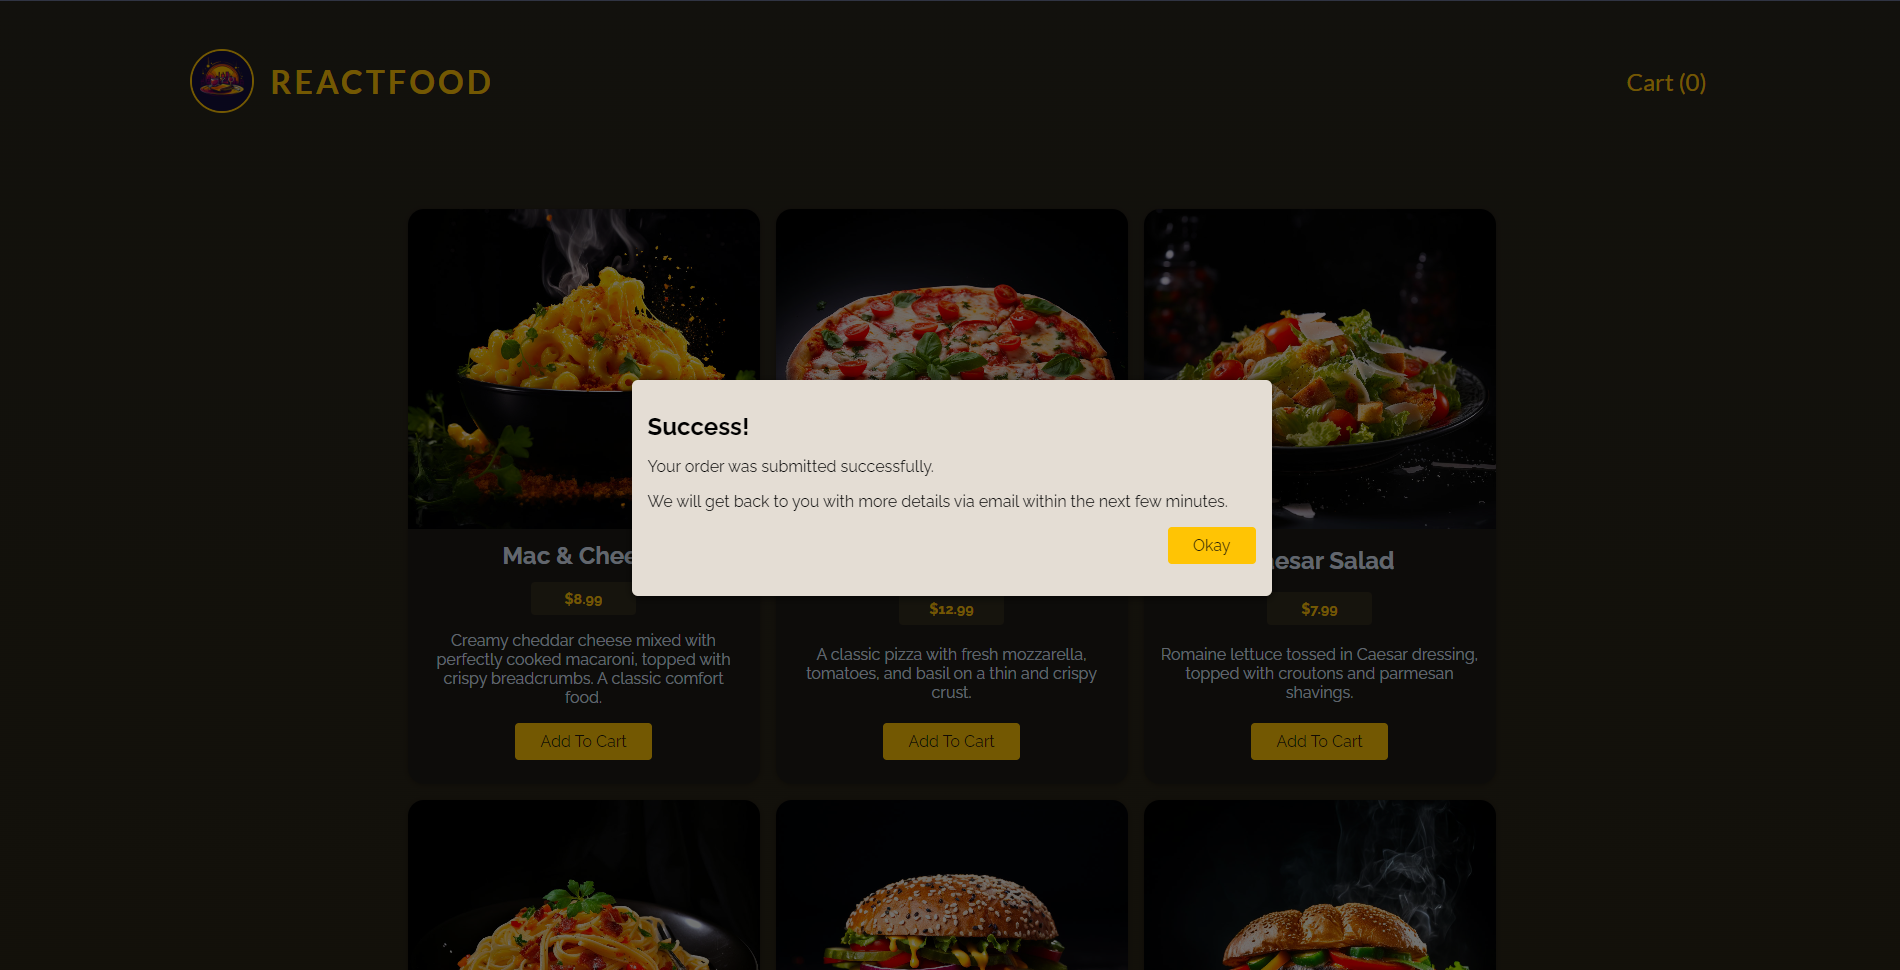 REACTFOOD
Cart (0)
Success!
Your order was submitted successfully.
We will get back to you with more details via email within the next few minutes.
Okay
Mac & Chee
$8.99
Creamy cheddar cheese mixed with
perfectly cooked macaroni, topped with
crispy breadcrumbs. A classic comfort
food.
Add To Cart
$12.99
A classic pizza with fresh mozzarella,
tomatoes, and basil on a thin and crispy
crust.
Add To Cart
esar Salad
$7.99
Romaine lettuce tossed in Caesar dressing,
topped with croutons and parmesan
shavings.
Add To Cart